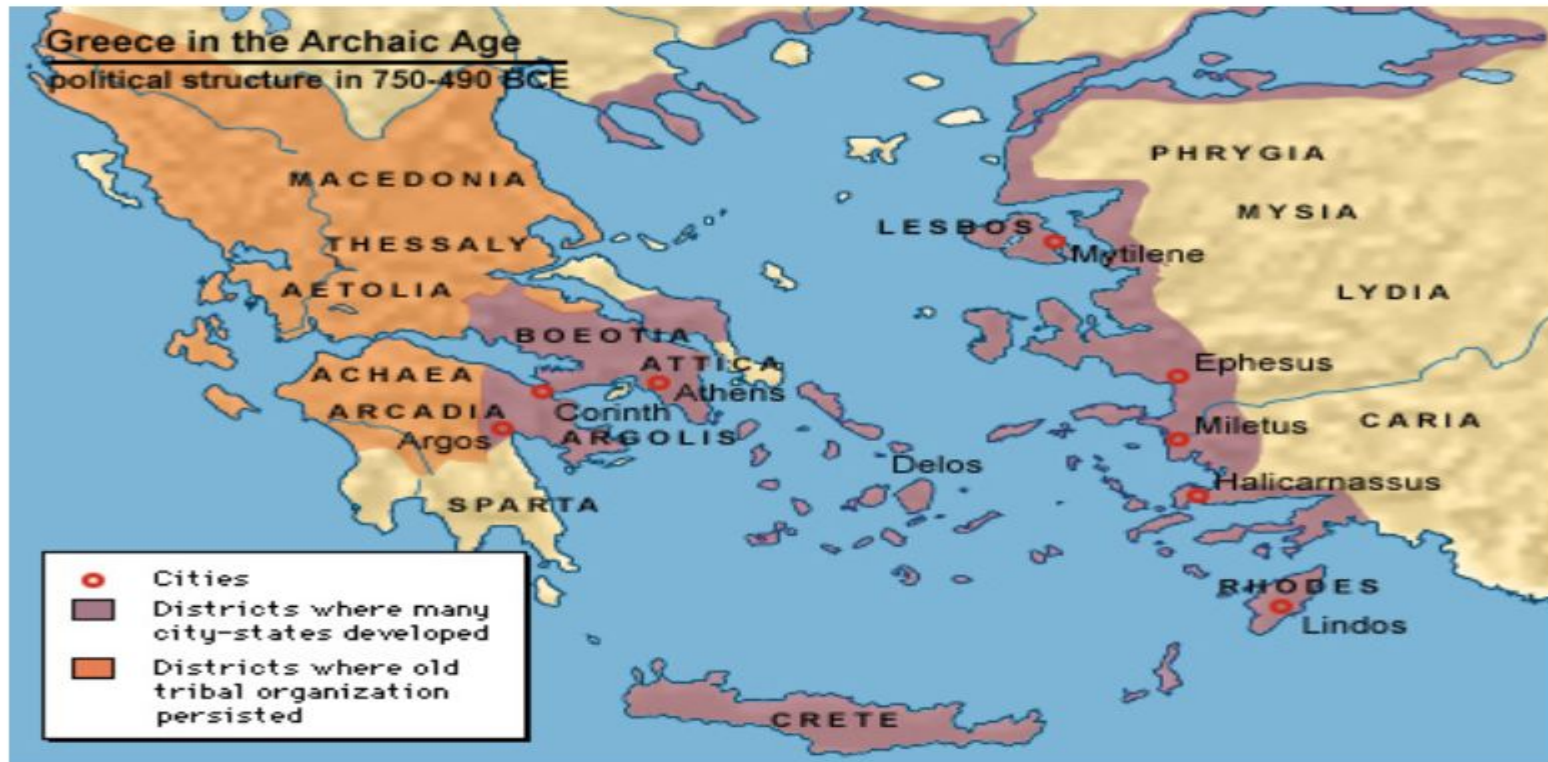 Greece in the Archaic Age
political structure in 750-490 BCE
MACEDONIA
THESSALY
AETOLIA
BOEOTIA
ATTICA
Athens
ACHAEA
Corinth
ARCADIA
Argos
ARGOLIS
SPARTA
PHRYGIA
MYSIA
LESBOS
Mytilene
LYDIA
Ephesus
Miletus
CARIA
Delos
Halicarnassus
RHODES
Lindos
CRETE
Cities
Districts where many
city-states developed
Districts where old
tribal organization
persisted